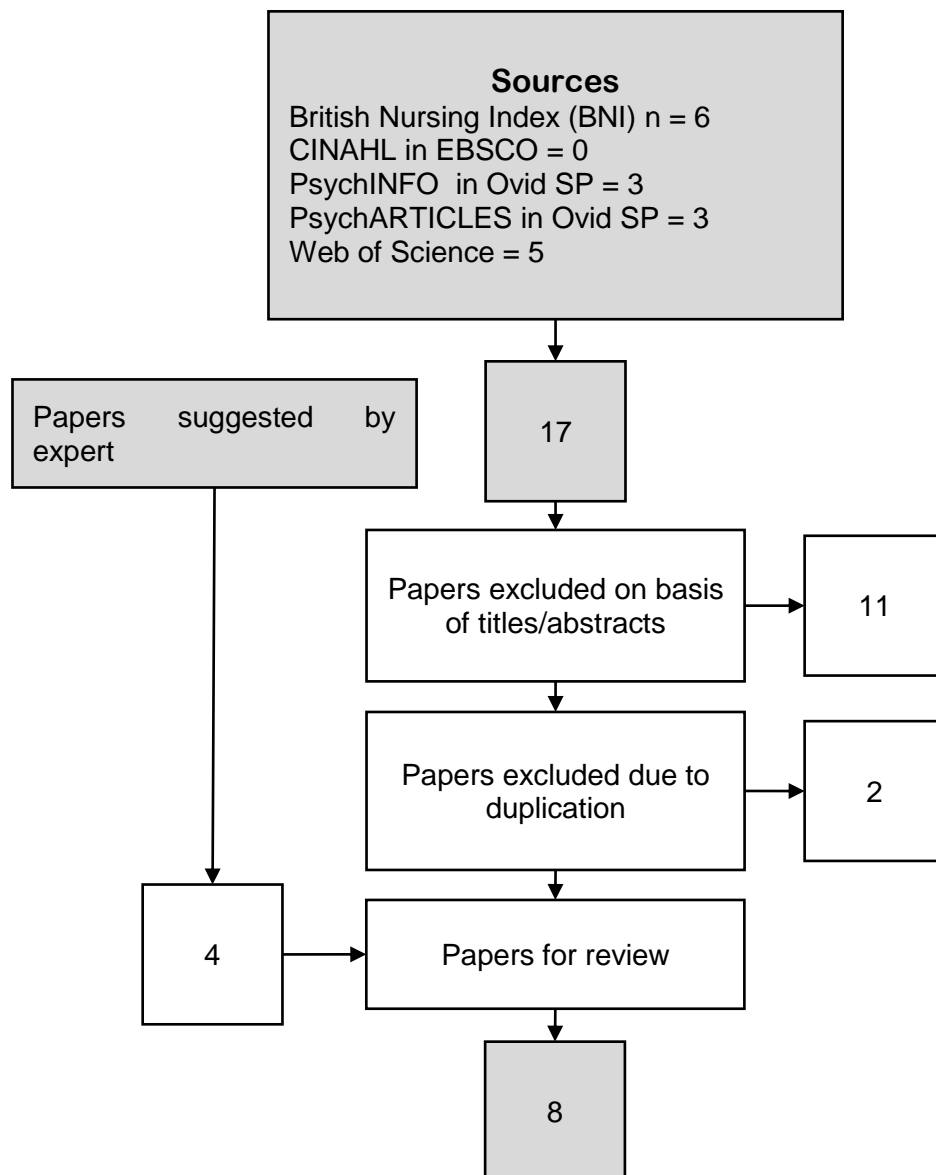 Sources
British Nursing Index (BNI) n = 6
CINAHL in EBSCO = 0
PsychINFO in Ovid SP = 3
PsychARTICLES in Ovid SP = 3
Web of Science = 5
17
Papers suggested by
expert
Papers excluded on basis
of titles/abstracts
11
Papers excluded due to
duplication
2
4
Papers for review
8